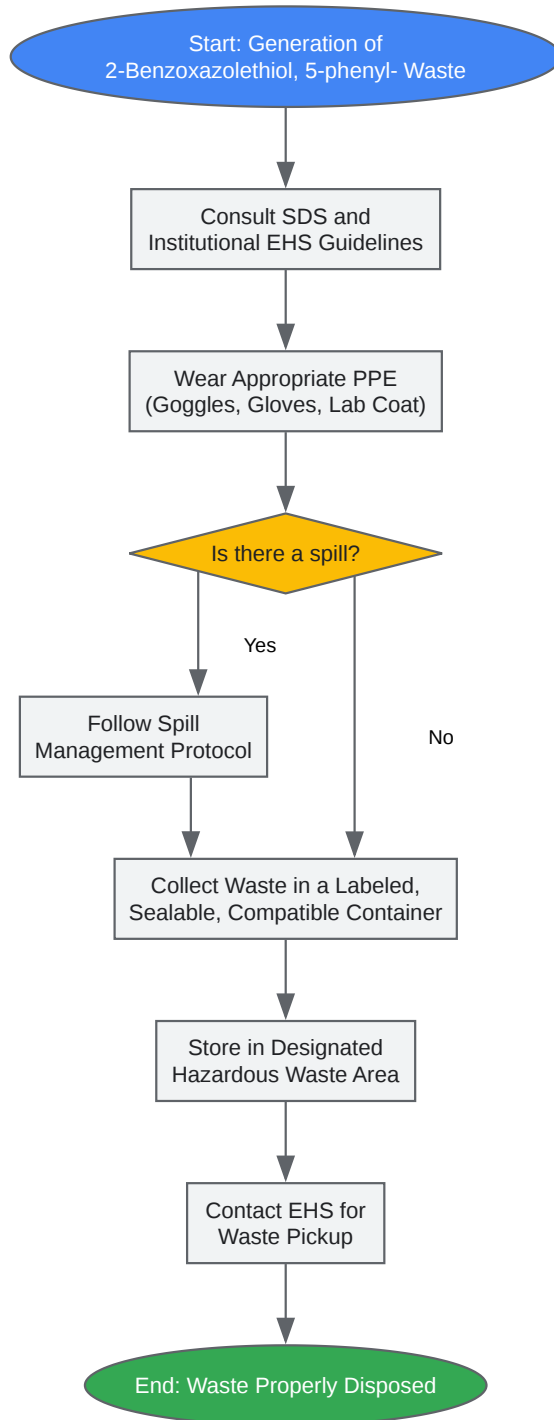 Start: Generation of
2-Benzoxazolethiol, 5-phenyl- Waste
Consult SDS and
Institutional EHS Guidelines
Wear Appropriate PPE
(Goggles, Gloves, Lab Coat)
Is there a spill?
Yes
Follow Spill
Management Protocol
No
Collect Waste in a Labeled,
Sealable, Compatible Container
Store in Designated
Hazardous Waste Area
Contact EHS for
Waste Pickup
End: Waste Properly Disposed